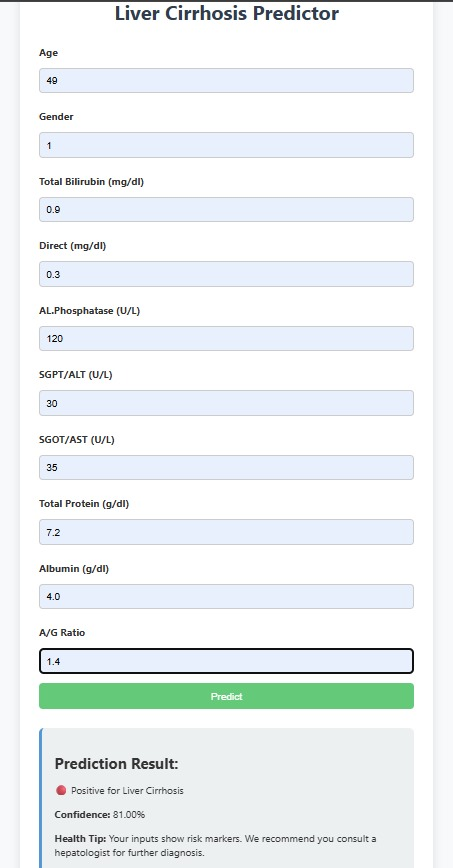 Liver Cirrhosis Predictor
Age
49
Gender
1
Total Bilirubin (mg/dl)
0.9
Direct (mg/dl)
0.3
AL.Phosphatase (U/L)
120
SGPT/ALT (U/L)
30
SGOT/AST (U/L)
35
Total Protein (g/dl)
7.2
Albumin (g/dl)
4.0
A/G Ratio
1.4
Predict
Prediction Result:
Positive for Liver Cirrhosis
Confidence: 81.00%
Health Tip: Your inputs show risk markers. We recommend you consult a
hepatologist for further diagnosis.